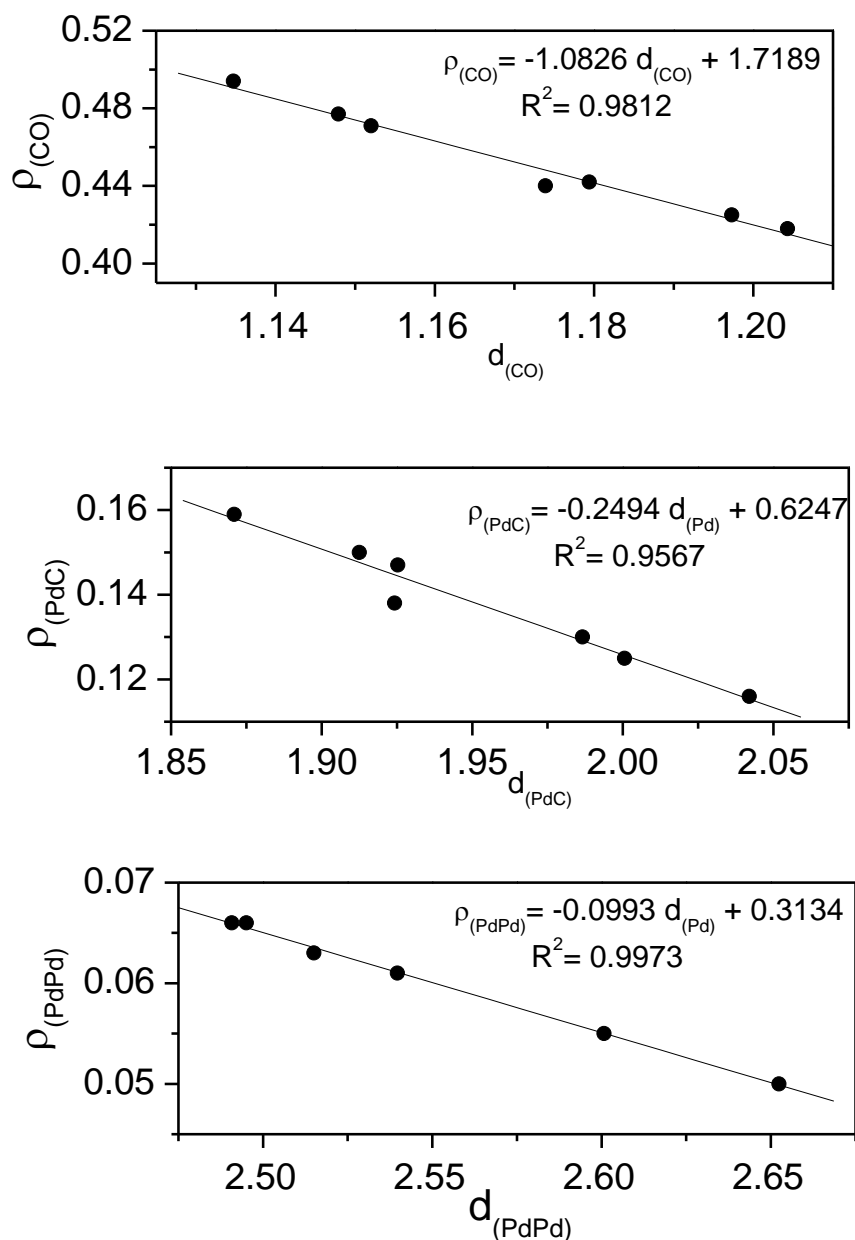 0.52
ρ(CO)= -1.0826 d(CO) + 1.7189
R²= 0.9812
0.48
0.44
0.40
ρ(CO)
1.14 1.16 1.18 1.20
d(CO)
0.16
ρ(PdC)= -0.2494 d(Pd) + 0.6247
R²= 0.9567
0.14
0.12
ρ(PdC)
1.85 1.90 1.95 2.00 2.05
d(PdC)
0.07
ρ(PdPd)= -0.0993 d(Pd) + 0.3134
R²= 0.9973
0.06
0.05
ρ(PdPd)
2.50 2.55 2.60 2.65
d(PdPd)